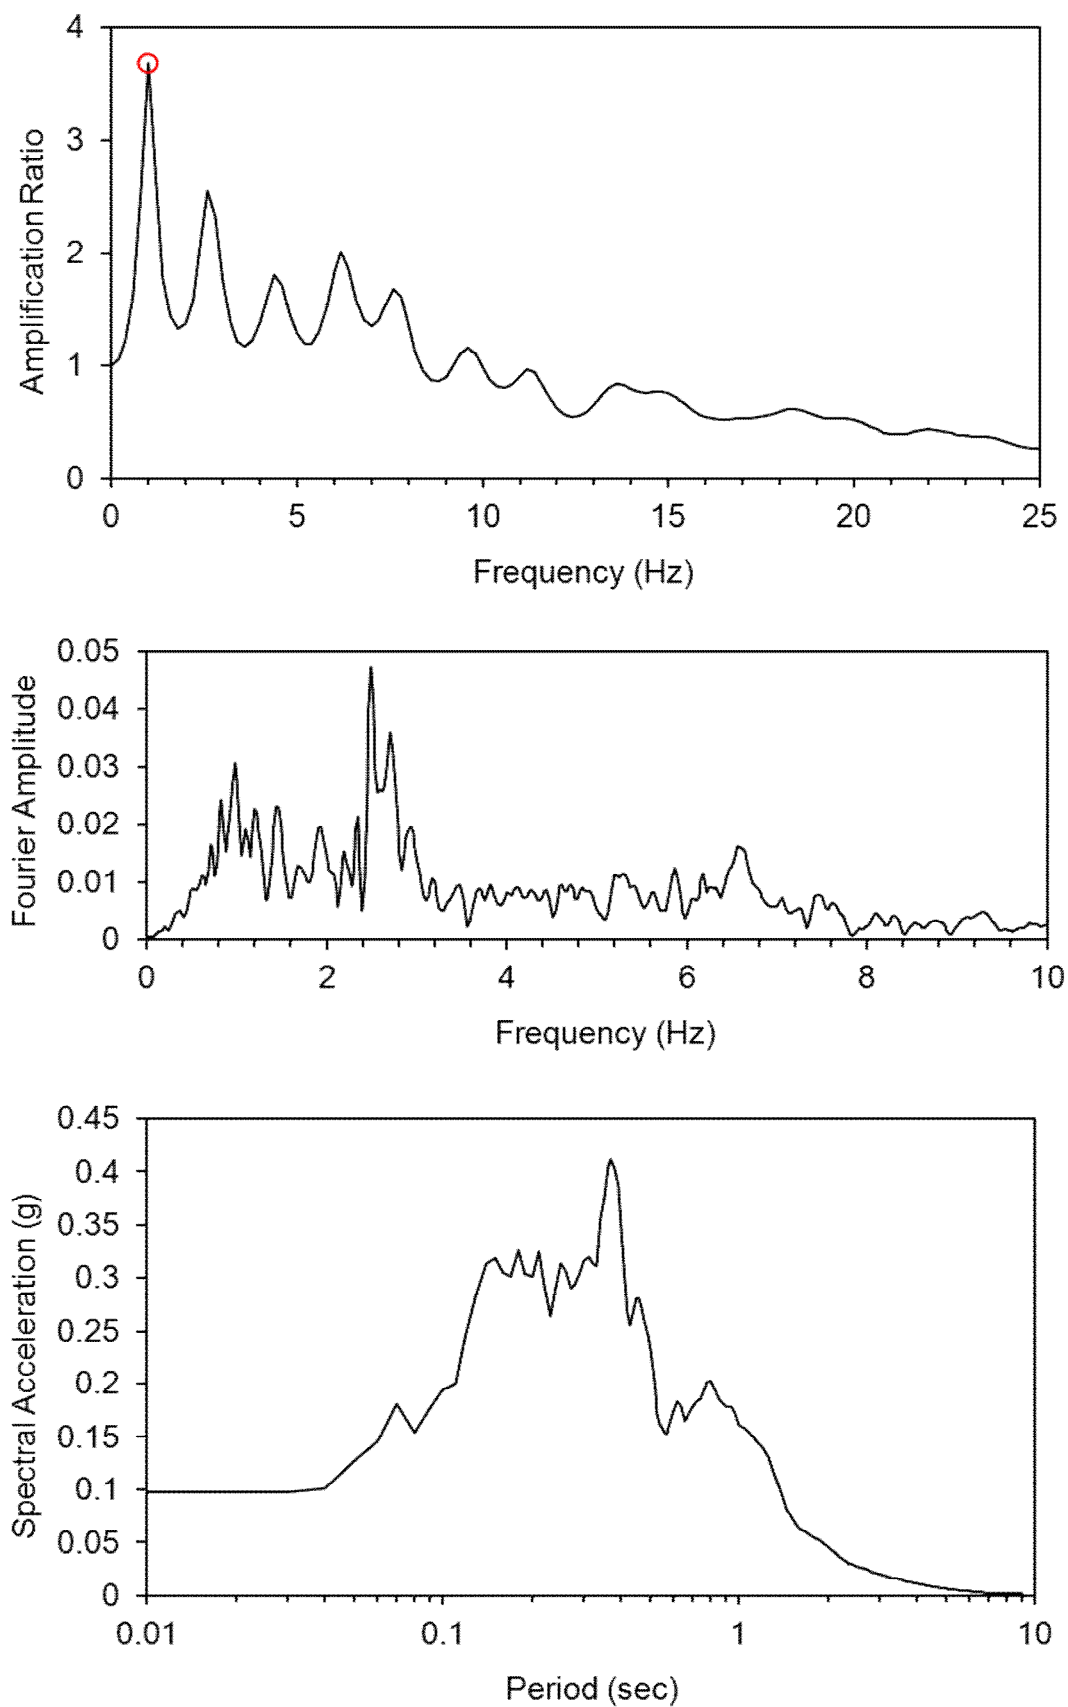 4
3
2
1
0
Amplification Ratio
0 5 10 15 20 25
Frequency (Hz)
0.05
0.04
0.03
0.02
0.01
0
Fourier Amplitude
0 2 4 6 8 10
Frequency (Hz)
0.45
0.4
0.35
0.3
0.25
0.2
0.15
0.1
0.05
0
Spectral Acceleration (g)
0.01 0.1 1 10
Period (sec)